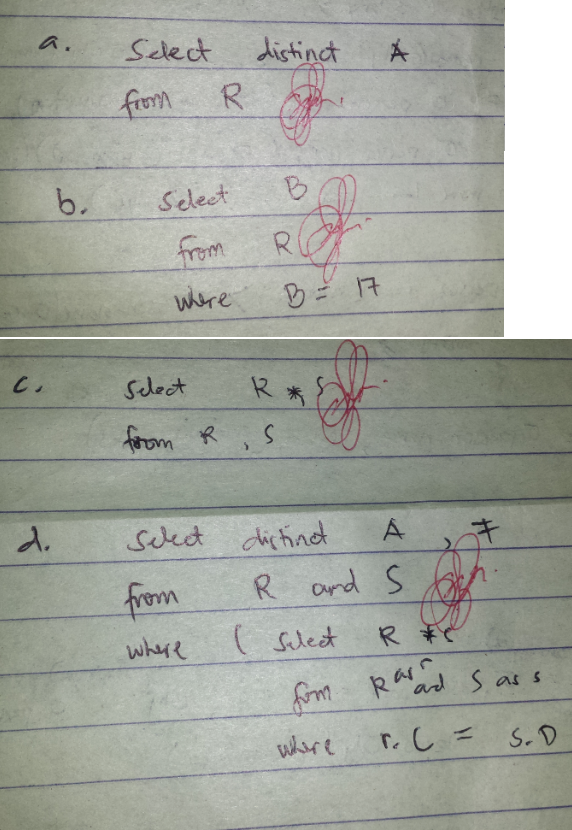 a. Select distinct A
from R
b. Select B
from R
where B = 17
c. Select R *, S
from R, S
d. Select distinct A, F
from R and S
where ( Select R *
from R as r and S as s
where r.C = S.D